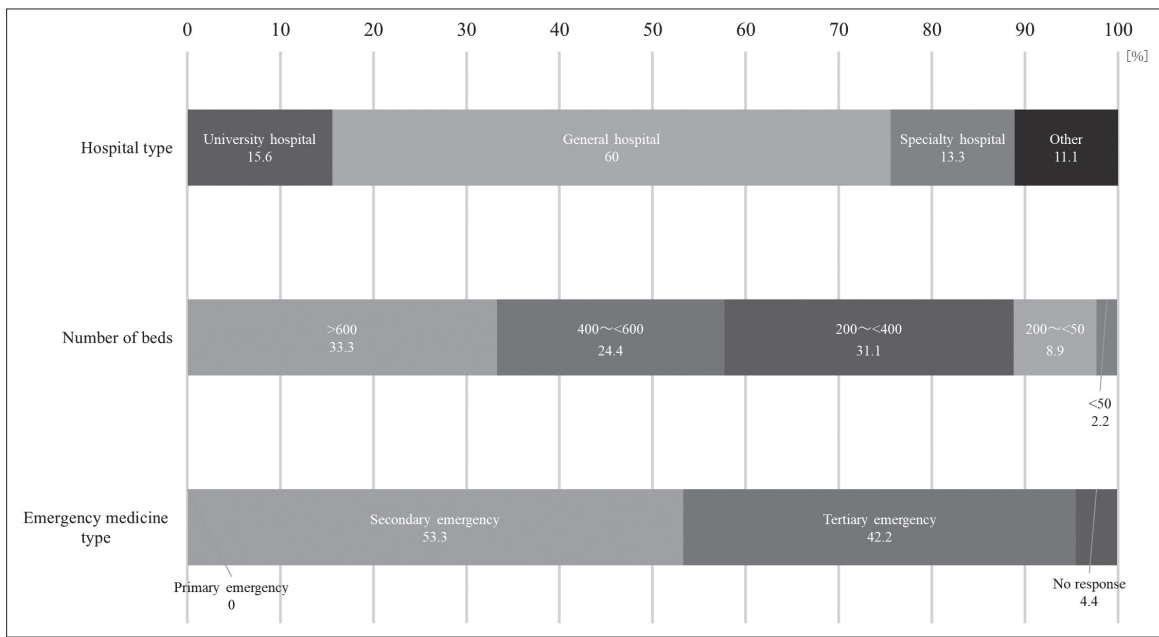 0 10 20 30 40 50 60 70 80 90 100
[%]
Hospital type
University hospital
15.6
General hospital
60
Specialty hospital
13.3
Other
11.1
Number of beds
>600
33.3
400～<600
24.4
200～<400
31.1
200～<50
8.9
<50
2.2
Emergency medicine
type
Secondary emergency
53.3
Tertiary emergency
42.2
Primary emergency
0
No response
4.4